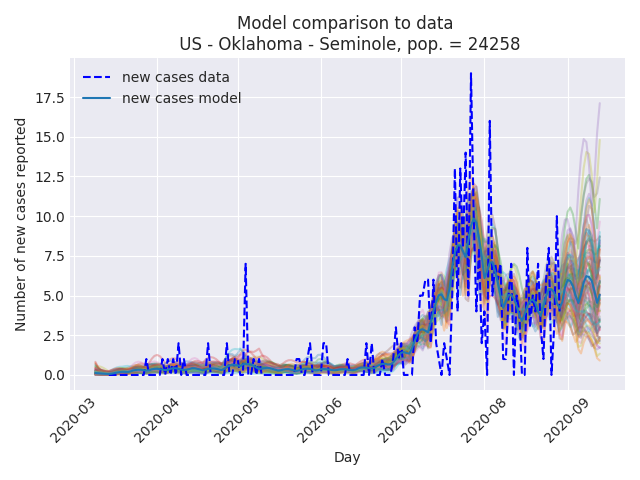 Model comparison to data
US - Oklahoma - Seminole, pop. = 24258
new cases data
new cases model
Number of new cases reported
17.5
15.0
12.5
10.0
7.5
5.0
2.5
0.0
2020-03
2020-04
2020-05
2020-06
2020-07
2020-08
2020-09
Day